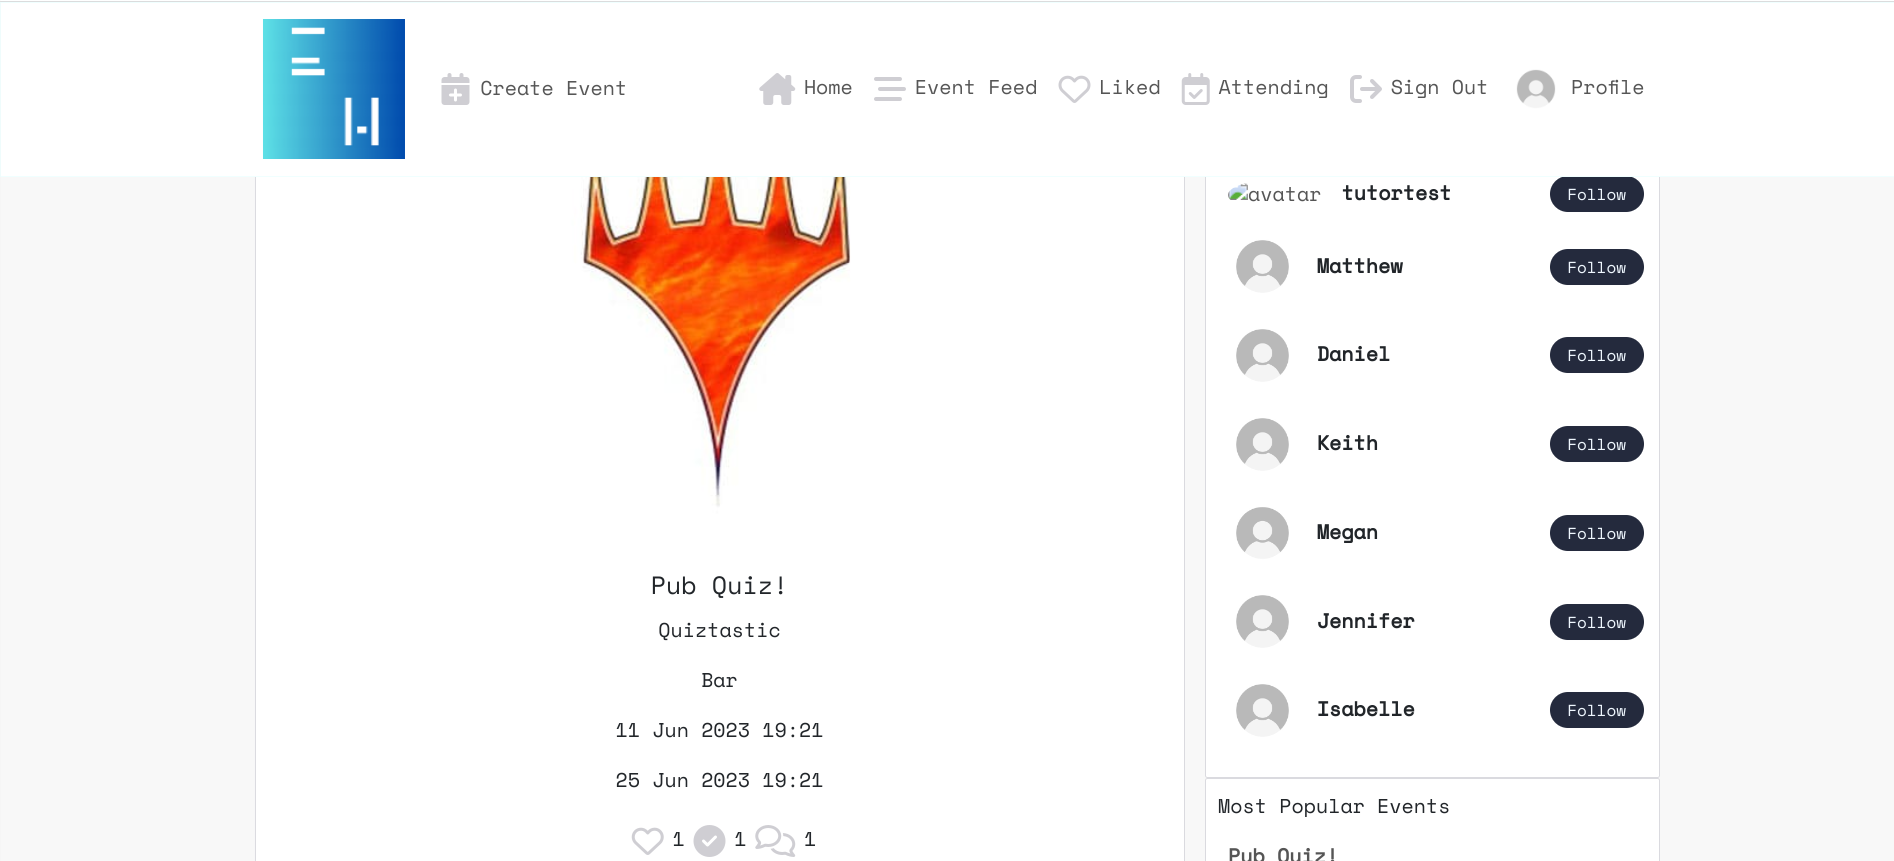 Create Event
Home Event Feed Liked Attending Sign Out Profile
Pub Quiz!
Quiztastic
Bar
11 Jun 2023 19:21
25 Jun 2023 19:21
1 1 1
avatar tutortest Follow
Matthew Follow
Daniel Follow
Keith Follow
Megan Follow
Jennifer Follow
Isabelle Follow
Most Popular Events
Pub Quiz!